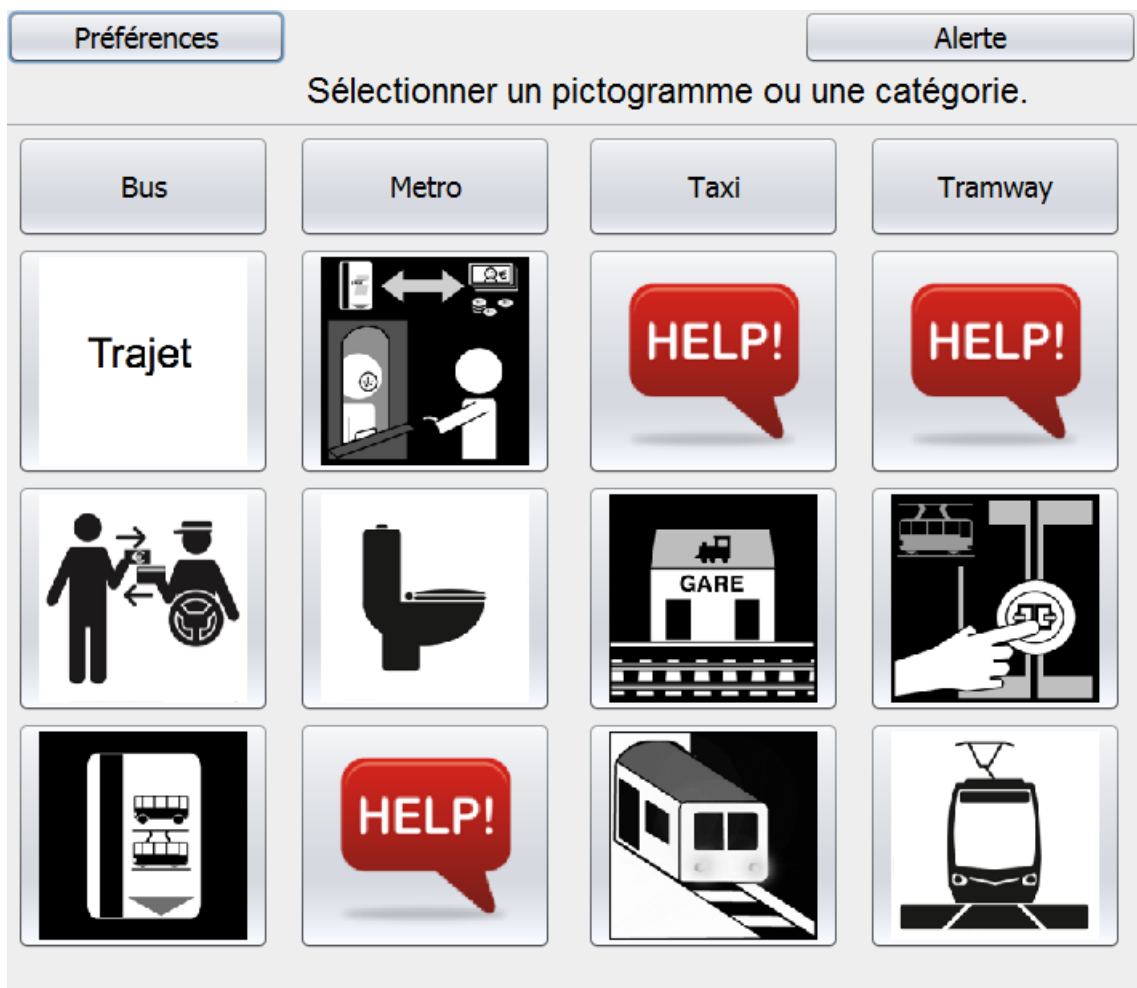 Préférences
Alerte
Sélectionner un pictogramme ou une catégorie.
Bus
Metro
Taxi
Tramway
Trajet
HELP!
HELP!
GARE
HELP!